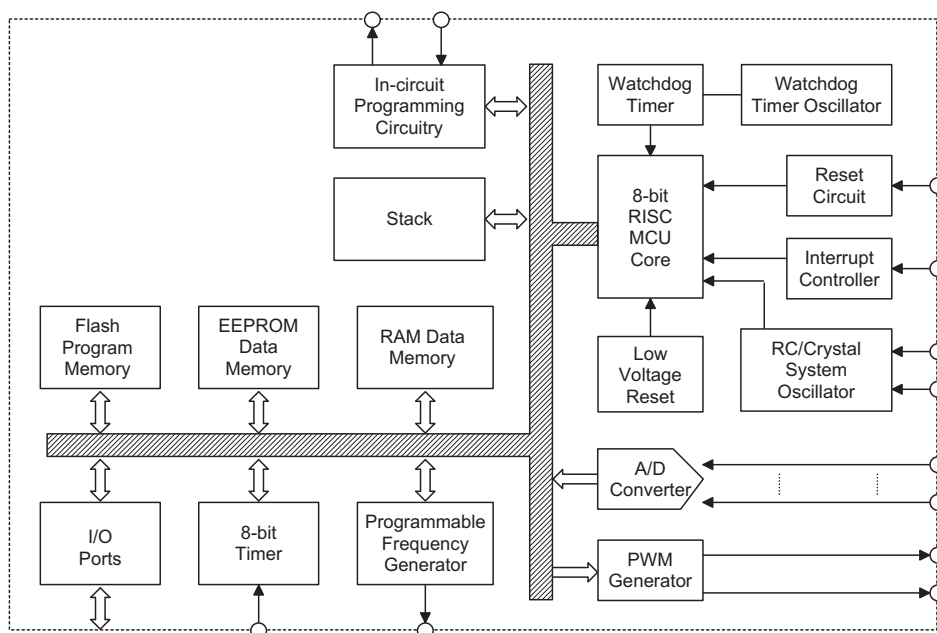 In-circuit
Programming
Circuitry
Watchdog
Timer
Watchdog
Timer Oscillator
Stack
8-bit
RISC
MCU
Core
Reset
Circuit
Interrupt
Controller
Flash
Program
Memory
EEPROM
Data
Memory
RAM Data
Memory
Low
Voltage
Reset
RC/Crystal
System
Oscillator
A/D
Converter
I/O
Ports
8-bit
Timer
Programmable
Frequency
Generator
PWM
Generator